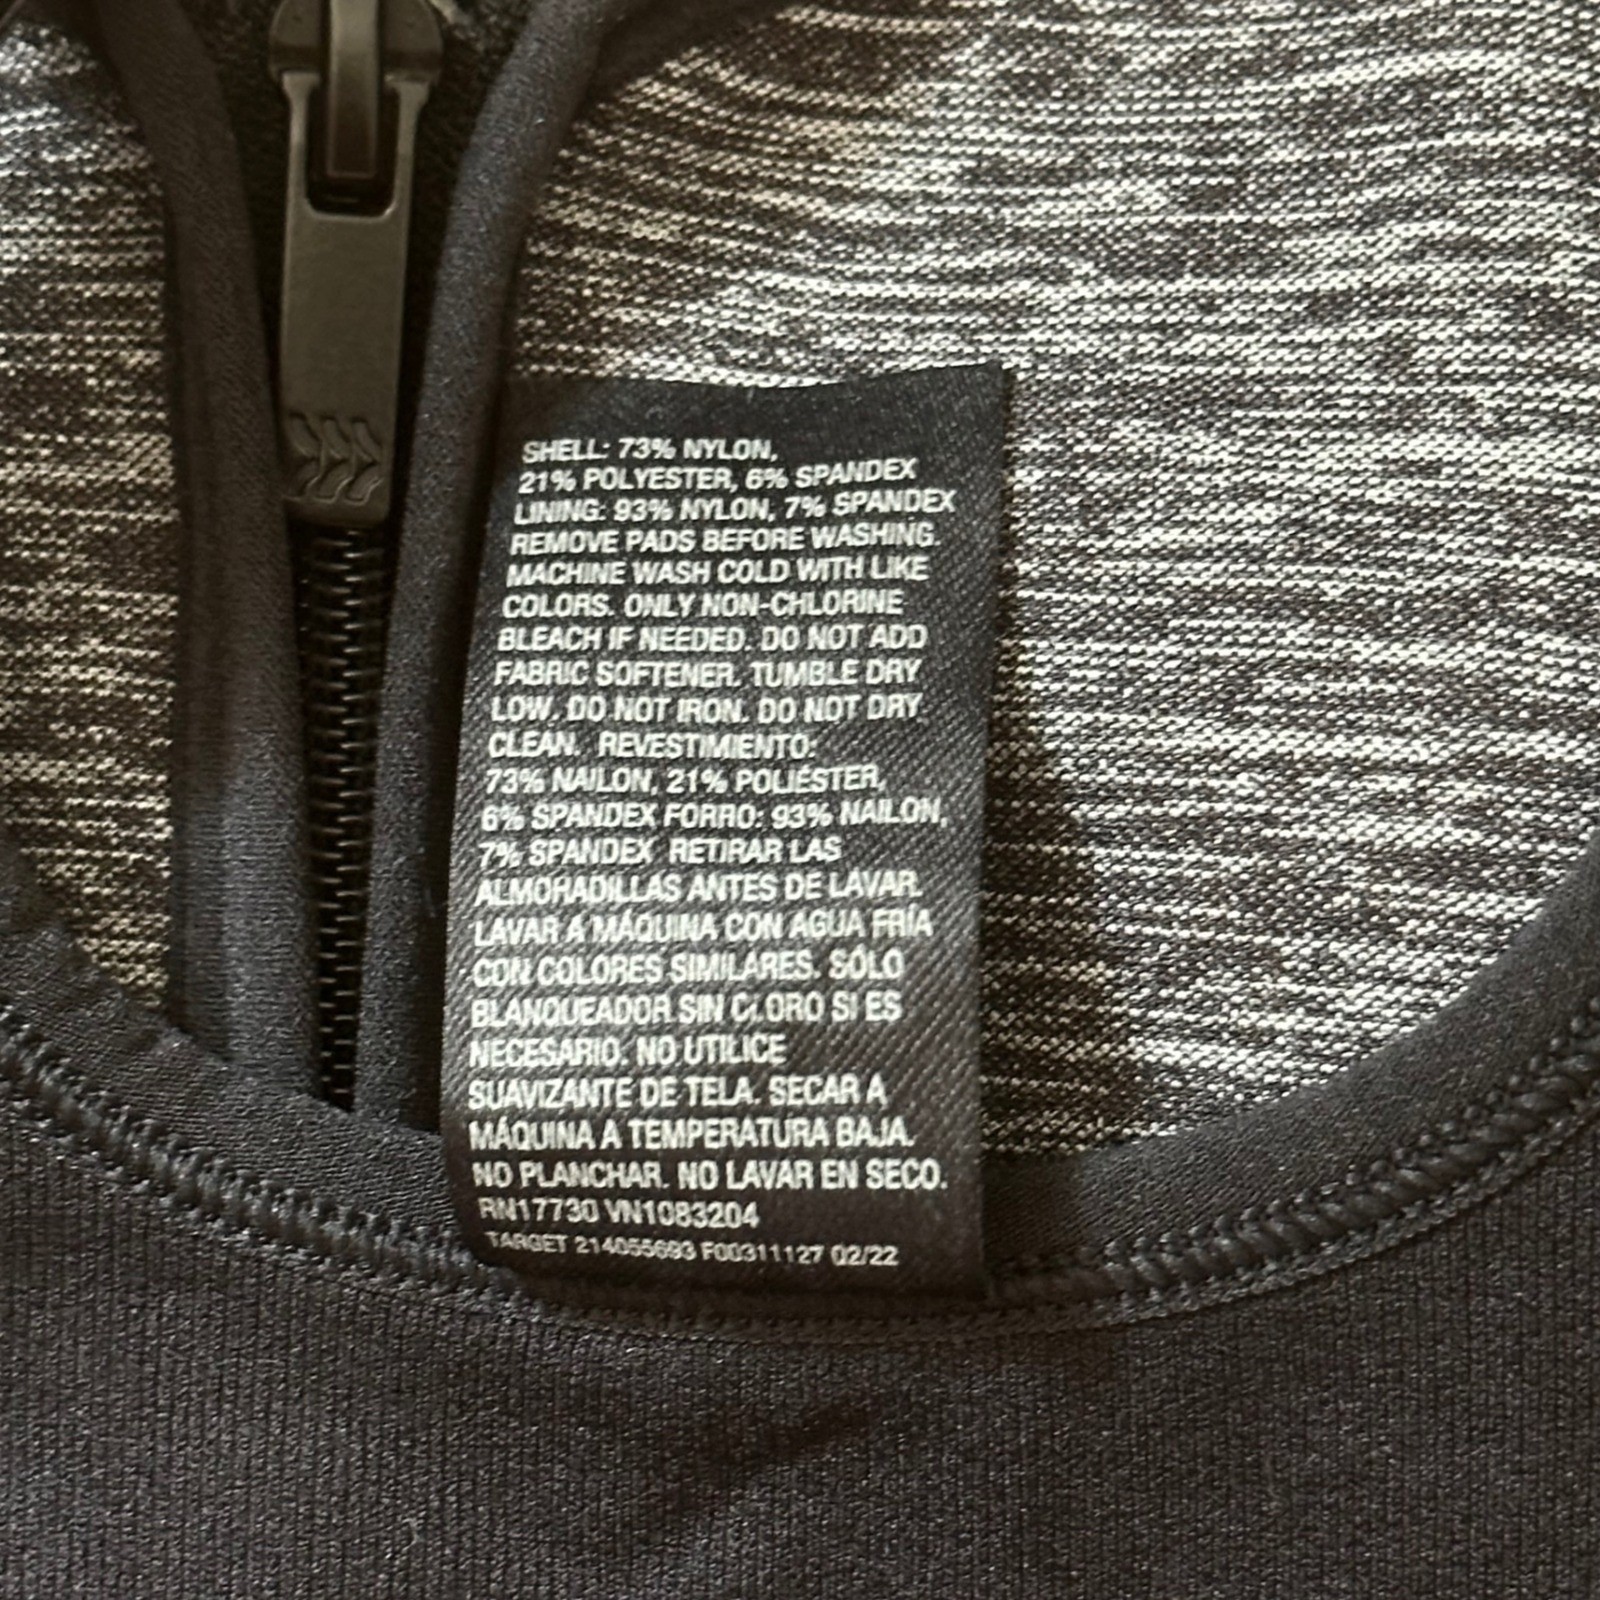 SHELL: 73% NYLON,
21% POLYESTER, 6% SPANDEX
LINING: 93% NYLON, 7% SPANDEX
REMOVE PADS BEFORE WASHING.
MACHINE WASH COLD WITH LIKE
COLORS. ONLY NON-CHLORINE
BLEACH IF NEEDED. DO NOT ADD
FABRIC SOFTENER. TUMBLE DRY
LOW. DO NOT IRON. DO NOT DRY
CLEAN. REVESTIMIENTO:
73% NAILON, 21% POLIÉSTER,
6% SPANDEX FORRO: 93% NAILON,
7% SPANDEX RETIRAR LAS
ALMOHADILLAS ANTES DE LAVAR.
LAVAR A MÁQUINA CON AGUA FRÍA
CON COLORES SIMILARES. SÓLO
BLANQUEADOR SIN CLORO SI ES
NECESARIO. NO UTILICE
SUAVIZANTE DE TELA. SECAR A
MÁQUINA A TEMPERATURA BAJA.
NO PLANCHAR. NO LAVAR EN SECO.
RN17730 VN1083204
TARGET 214055693 F00311127 02/22